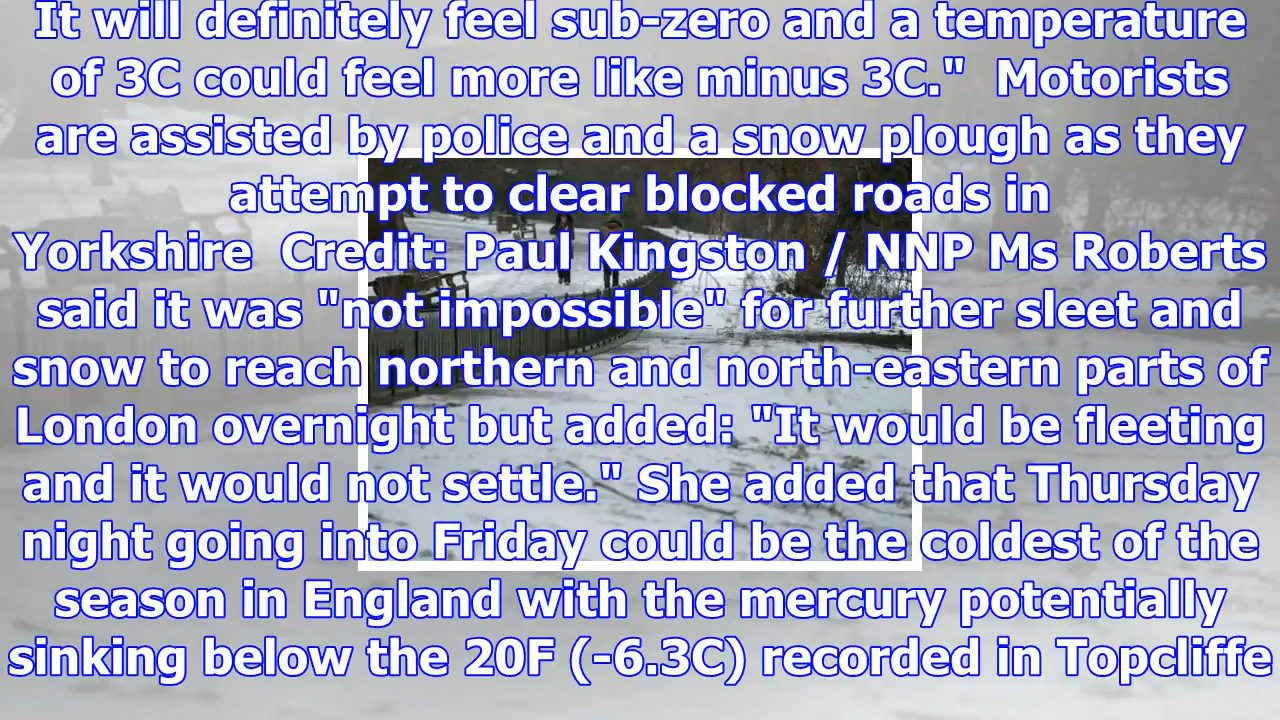 It will definitely feel sub-zero and a temperature
of 3C could feel more like minus 3C."  Motorists
are assisted by police and a snow plough as they
attempt to clear blocked roads in
Yorkshire  Credit: Paul Kingston / NNP Ms Roberts
said it was "not impossible" for further sleet and
snow to reach northern and north-eastern parts of
London overnight but added: "It would be fleeting
and it would not settle." She added that Thursday
night going into Friday could be the coldest of the
season in England with the mercury potentially
sinking below the 20F (-6.3C) recorded in Topcliffe